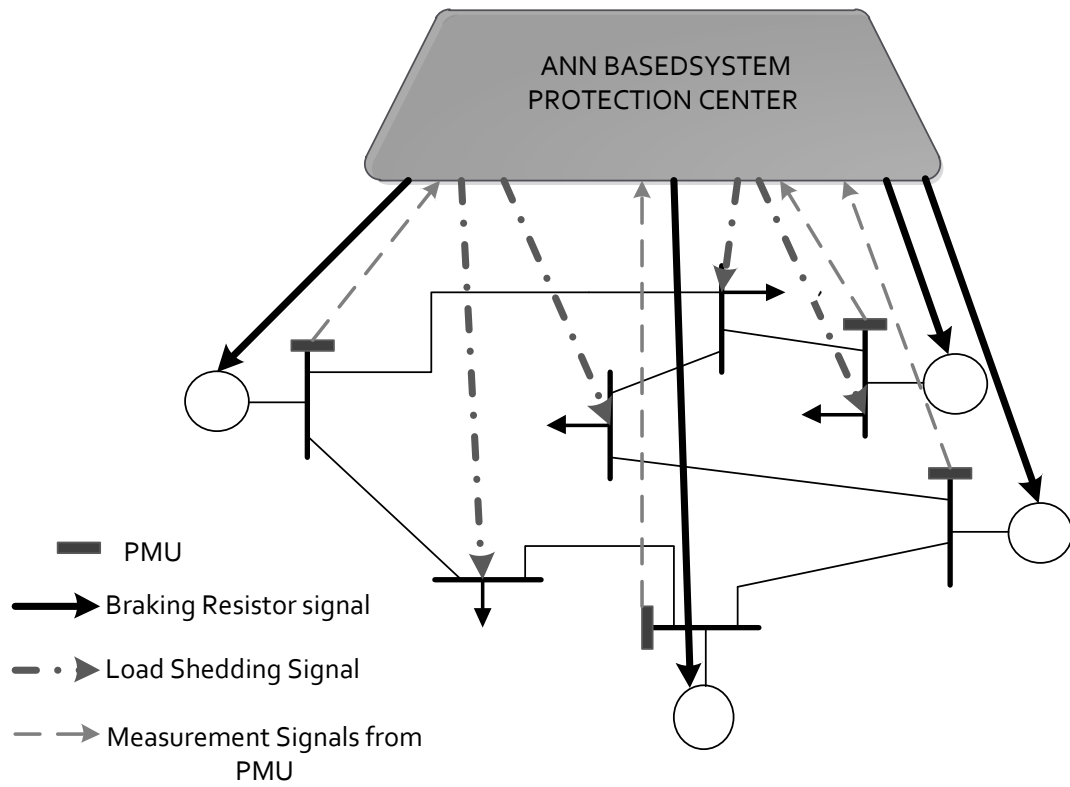 ANN BASEDSYSTEM
PROTECTION CENTER
PMU
Braking Resistor signal
Load Shedding Signal
Measurement Signals from
PMU